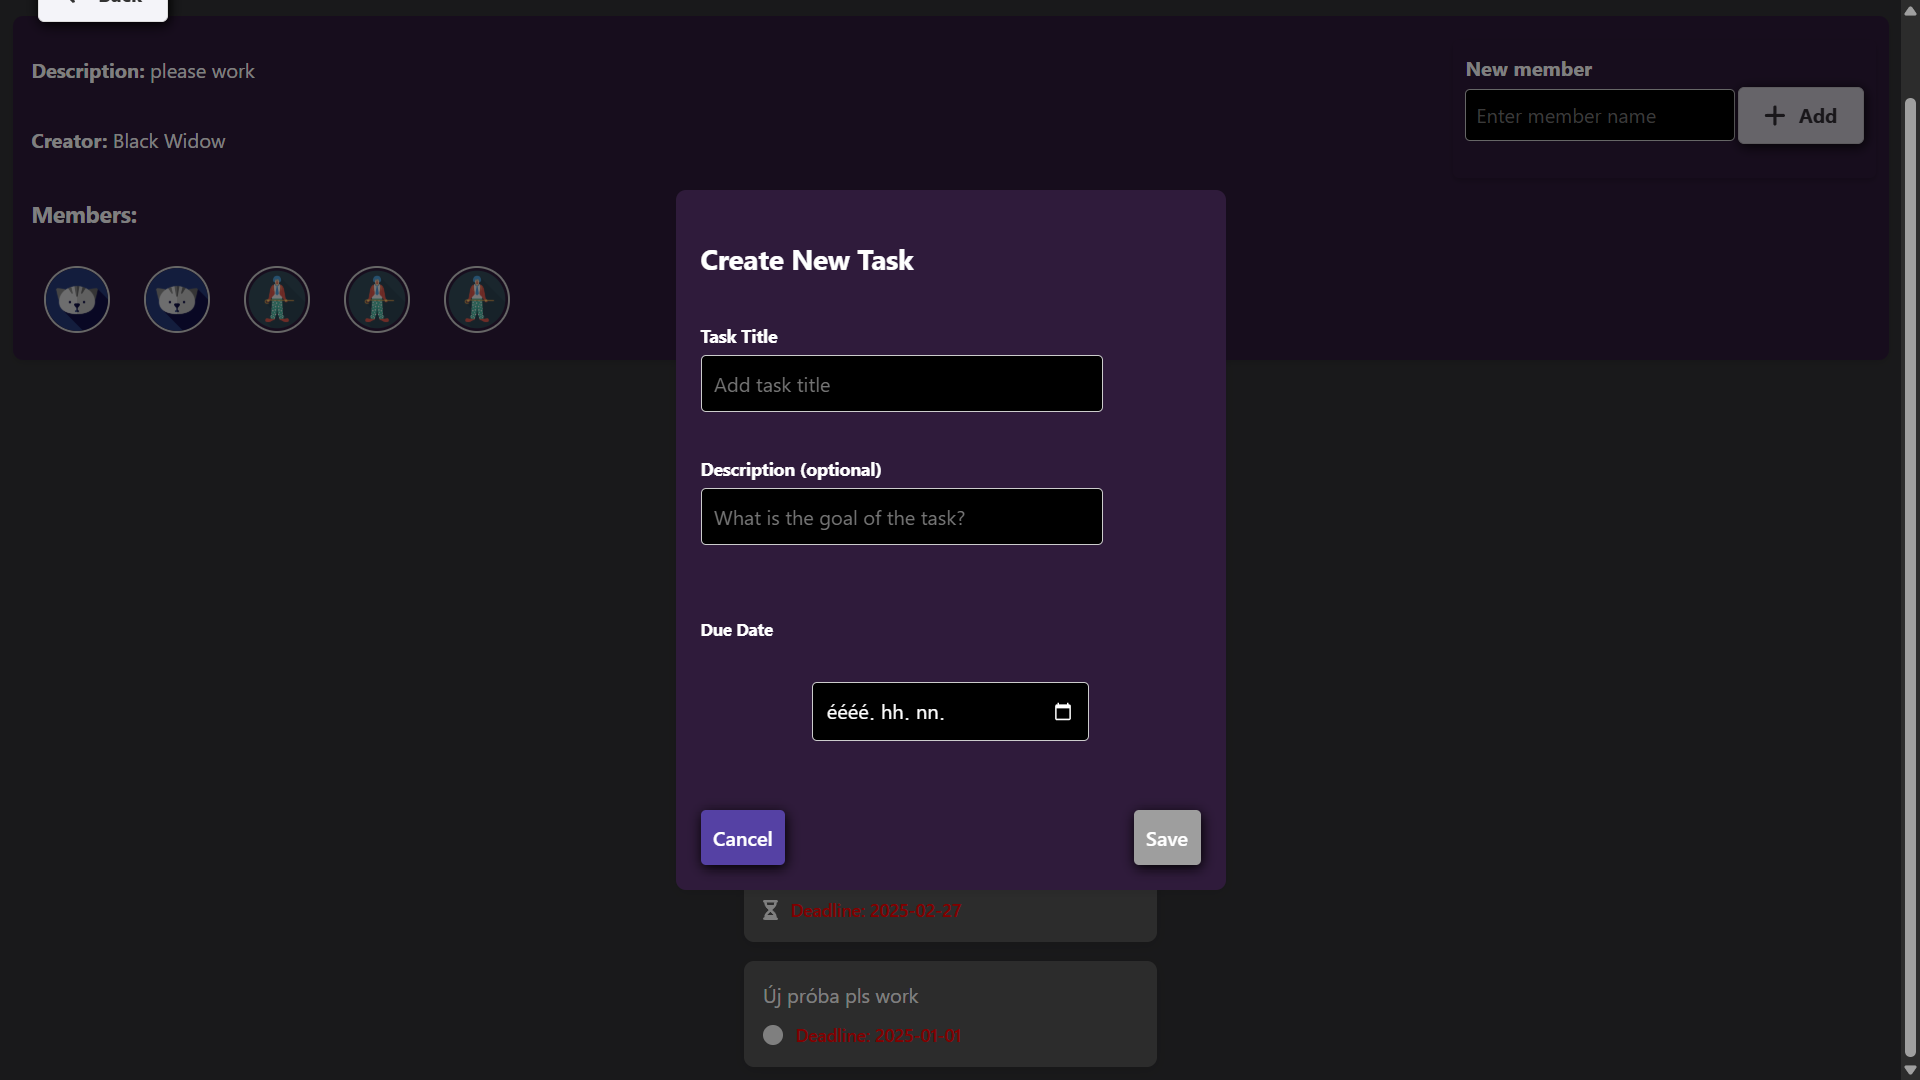 Back
Description: please work
New member
Enter member name
Add
Creator: Black Widow
Members:
Create New Task
Task Title
Add task title
Description (optional)
What is the goal of the task?
Due Date
éééé. hh. nn.
Cancel
Save
Deadline: 2025-02-27
Új próba pls work
Deadline: 2025-01-01